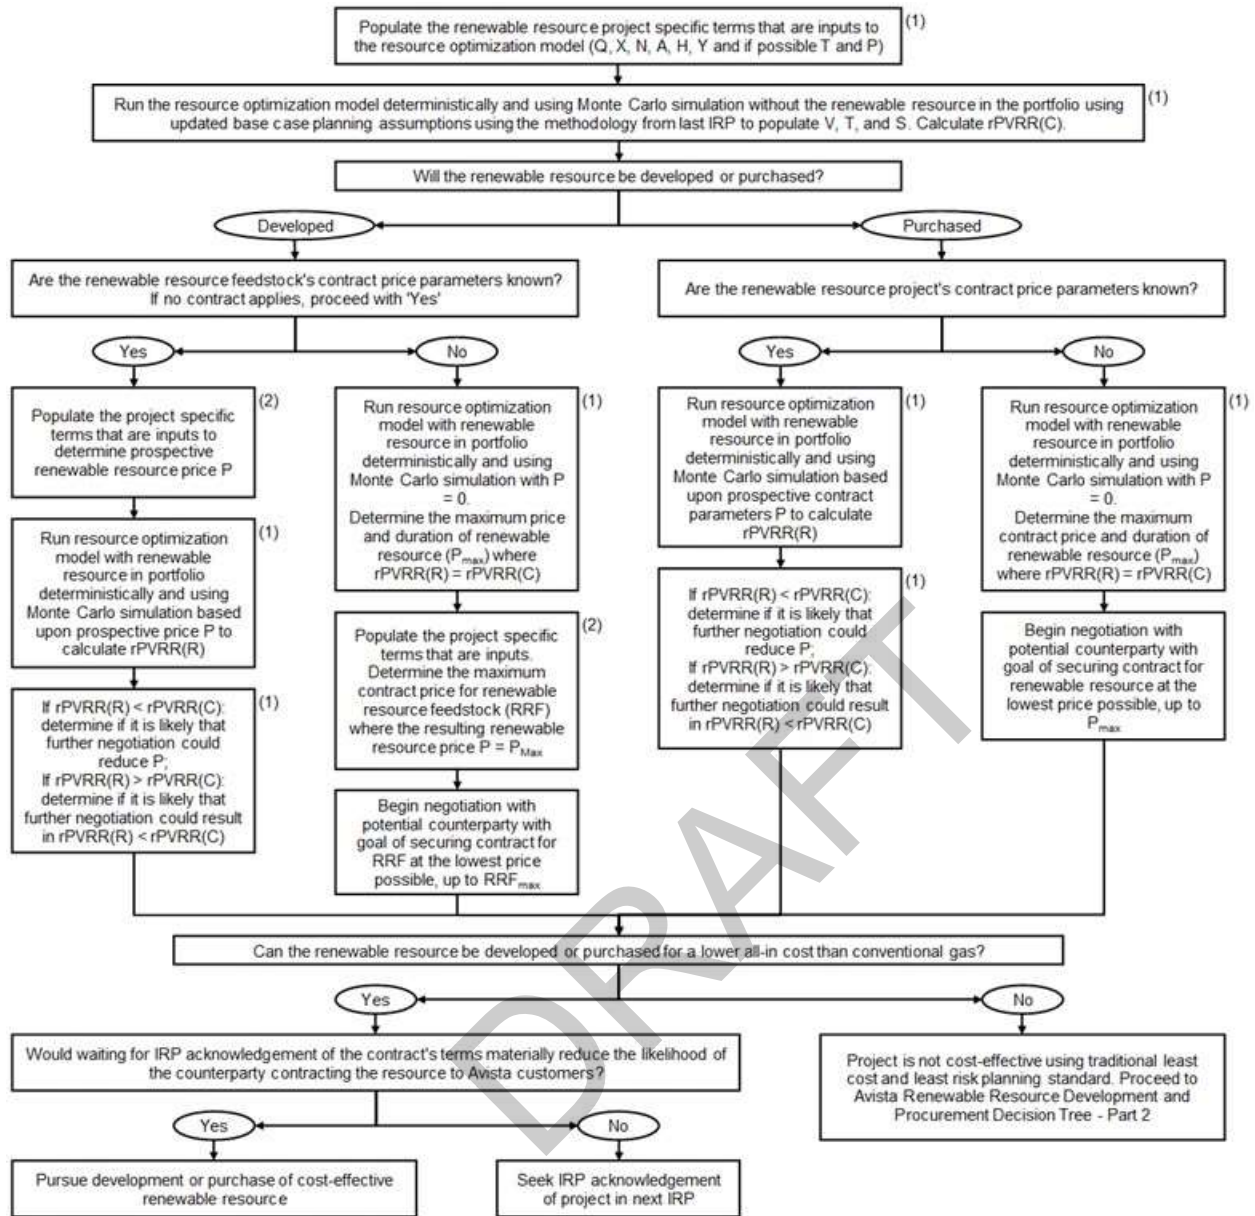 Populate the renewable resource project specific terms that are inputs to
the resource optimization model (Q, X, N, A, H, Y and if possible T and P)
(1)
Run the resource optimization model deterministically and using Monte Carlo simulation without the renewable resource in the portfolio using
updated base case planning assumptions using the methodology from last IRP to populate V, T, and S. Calculate rPVRR(C).
(1)
Will the renewable resource be developed or purchased?
Developed
Purchased
Are the renewable resource feedstock's contract price parameters known?
If no contract applies, proceed with 'Yes'
Are the renewable resource project's contract price parameters known?
Yes
No
Yes
No
Populate the project specific
terms that are inputs to
determine prospective
renewable resource price P
(2)
Run resource optimization
model with renewable
resource in portfolio
deterministically and using
Monte Carlo simulation based
upon prospective price P to
calculate rPVRR(R)
(1)
If rPVRR(R) < rPVRR(C):
determine if it is likely that
further negotiation could
reduce P;
If rPVRR(R) > rPVRR(C):
determine if it is likely that
further negotiation could result
in rPVRR(R) < rPVRR(C)
(1)
Run resource optimization
model with renewable
resource in portfolio
deterministically and using
Monte Carlo simulation with P
= 0.
Determine the maximum price
and duration of renewable
resource (Pmax) where
rPVRR(R) = rPVRR(C)
(1)
Populate the project specific
terms that are inputs.
Determine the maximum
contract price for renewable
resource feedstock (RRF)
where the resulting renewable
resource price P = PMax
(2)
Begin negotiation with
potential counterparty with
goal of securing contract for
RRF at the lowest price
possible, up to RRFmax
Run resource optimization
model with renewable
resource in portfolio
deterministically and using
Monte Carlo simulation based
upon prospective contract
parameters P to calculate
rPVRR(R)
(1)
If rPVRR(R) < rPVRR(C):
determine if it is likely that
further negotiation could
reduce P;
If rPVRR(R) > rPVRR(C):
determine if it is likely that
further negotiation could result
in rPVRR(R) < rPVRR(C)
(1)
Run resource optimization
model with renewable
resource in portfolio
deterministically and using
Monte Carlo simulation with P
= 0.
Determine the maximum
contract price and duration of
renewable resource (Pmax)
where rPVRR(R) = rPVRR(C)
(1)
Begin negotiation with
potential counterparty with
goal of securing contract for
renewable resource at the
lowest price possible, up to
Pmax
Can the renewable resource be developed or purchased for a lower all-in cost than conventional gas?
Yes
No
Would waiting for IRP acknowledgement of the contract's terms materially reduce the likelihood of
the counterparty contracting the resource to Avista customers?
Project is not cost-effective using traditional least
cost and least risk planning standard. Proceed to
Avista Renewable Resource Development and
Procurement Decision Tree - Part 2
Yes
No
Pursue development or purchase of cost-effective
renewable resource
Seek IRP acknowledgement
of project in next IRP
DRAFT